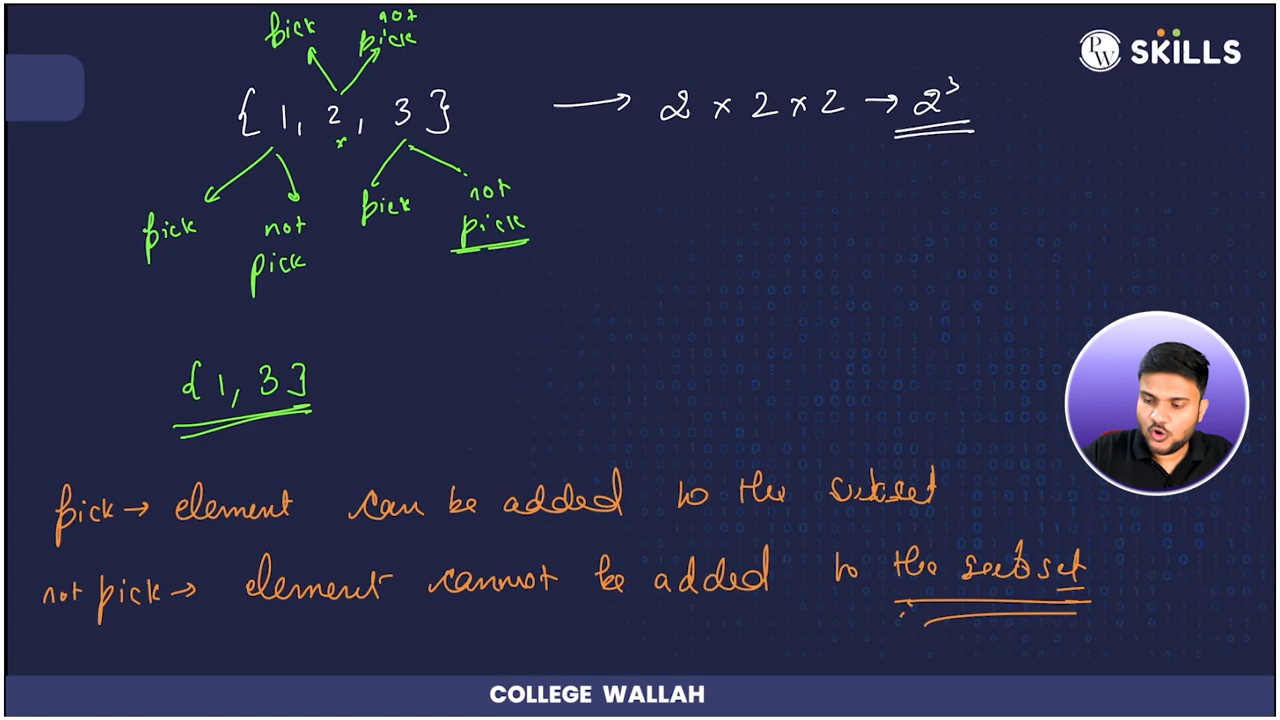 pick
not
pick
PW SKILLS
{ 1, 2, 3 } → 2 × 2 × 2 → 2³
x
pick
not
pick
pick
not
pick
{1, 3}
pick → element can be added to the subset
not pick → element cannot be added to the subset
COLLEGE WALLAH